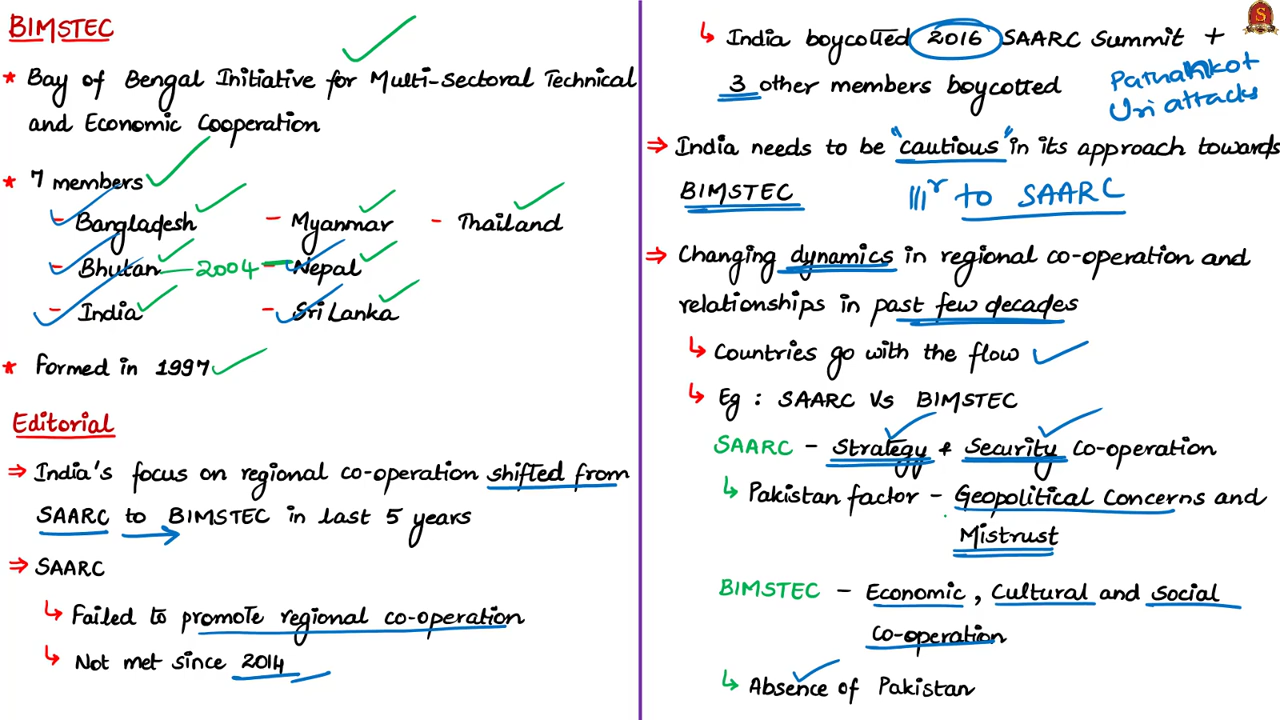 BIMSTEC
* Bay of Bengal Initiative for Multi-Sectoral Technical
and Economic Cooperation
* 7 members
- Bangladesh - Myanmar - Thailand
- Bhutan - 2004 - Nepal
- India - Sri Lanka
* Formed in 1997
Editorial
⇒ India's focus on regional co-operation shifted from
SAARC to BIMSTEC in last 5 years
⇒ SAARC
↳ Failed to promote regional co-operation
↳ Not met since 2014
↳ India boycotted 2016 SAARC Summit +
3 other members boycotted
Pathankot
Uri attacks
⇒ India needs to be "cautious" in its approach towards
BIMSTEC |||r to SAARC
⇒ Changing dynamics in regional co-operation and
relationships in past few decades
↳ Countries go with the flow
↳ Eg : SAARC Vs BIMSTEC
SAARC - Strategy & Security Co-operation
↳ Pakistan factor - Geopolitical Concerns and
Mistrust
BIMSTEC - Economic, Cultural and social
co-operation
↳ Absence of Pakistan
S